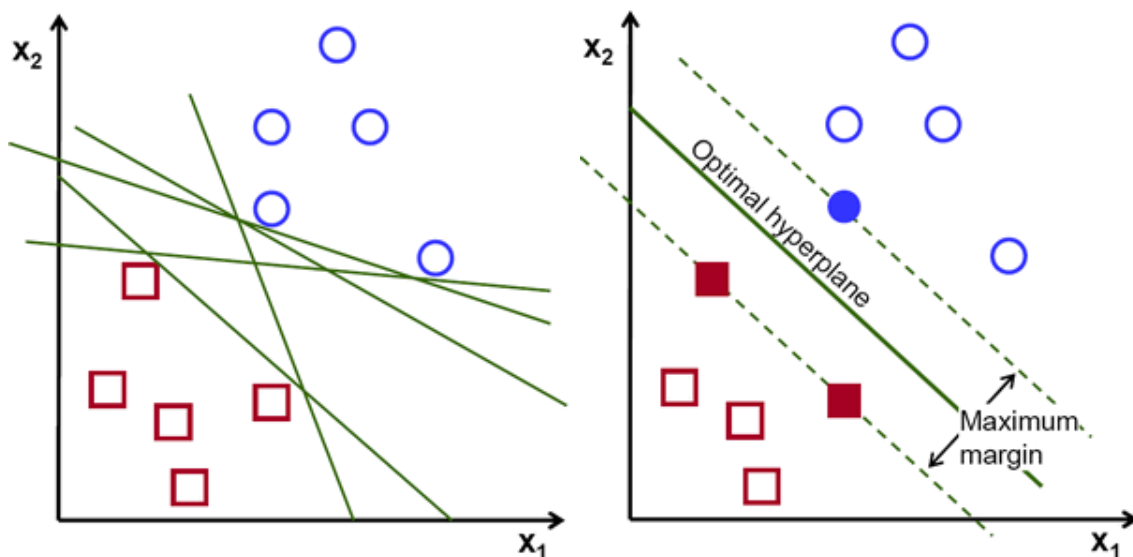 x₂
x₁
x₂
Optimal hyperplane
Maximum
margin
x₁